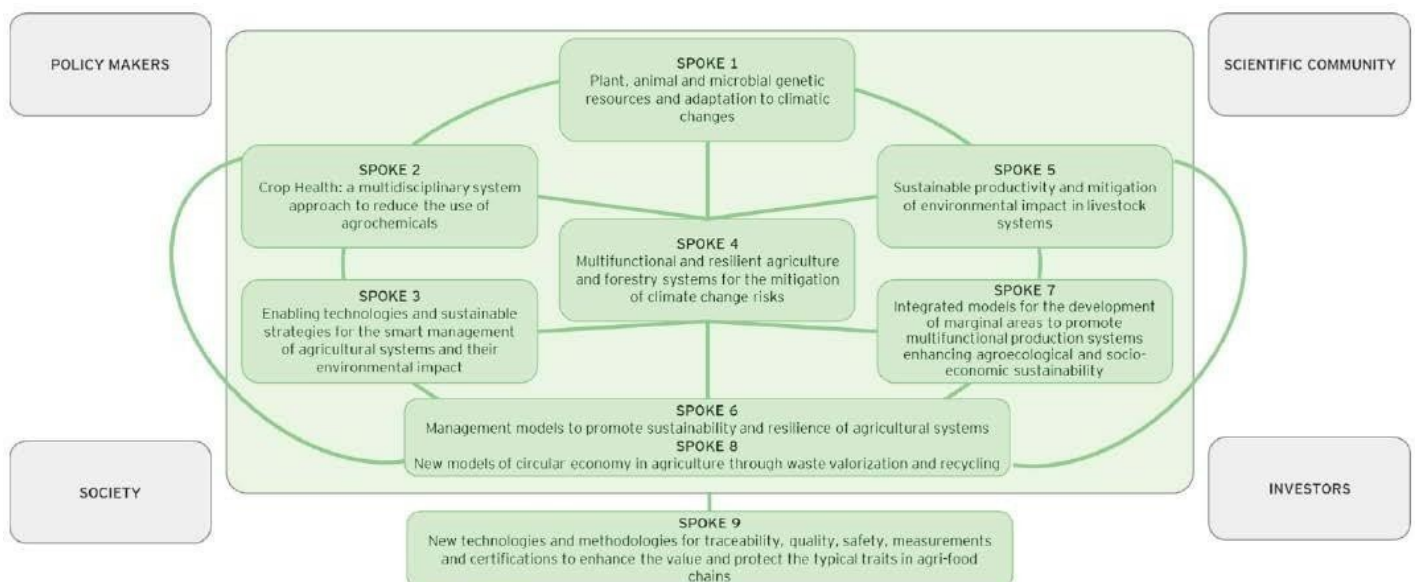 POLICY MAKERS
SCIENTIFIC COMMUNITY
SPOKE 1
Plant, animal and microbial genetic
resources and adaptation to climatic
changes
SPOKE 2
Crop Health: a multidisciplinary system
approach to reduce the use of
agrochemicals
SPOKE 5
Sustainable productivity and mitigation
of environmental impact in livestock
systems
SPOKE 4
Multifunctional and resilient agriculture
and forestry systems for the mitigation
of climate change risks
SPOKE 3
Enabling technologies and sustainable
strategies for the smart management
of agricultural systems and their
environmental impact
SPOKE 7
Integrated models for the development
of marginal areas to promote
multifunctional production systems
enhancing agroecological and socio-
economic sustainability
SPOKE 6
Management models to promote sustainability and resilience of agricultural systems
SPOKE 8
New models of circular economy in agriculture through waste valorization and recycling
SOCIETY
INVESTORS
SPOKE 9
New technologies and methodologies for traceability, quality, safety, measurements
and certifications to enhance the value and protect the typical traits in agri-food
chains